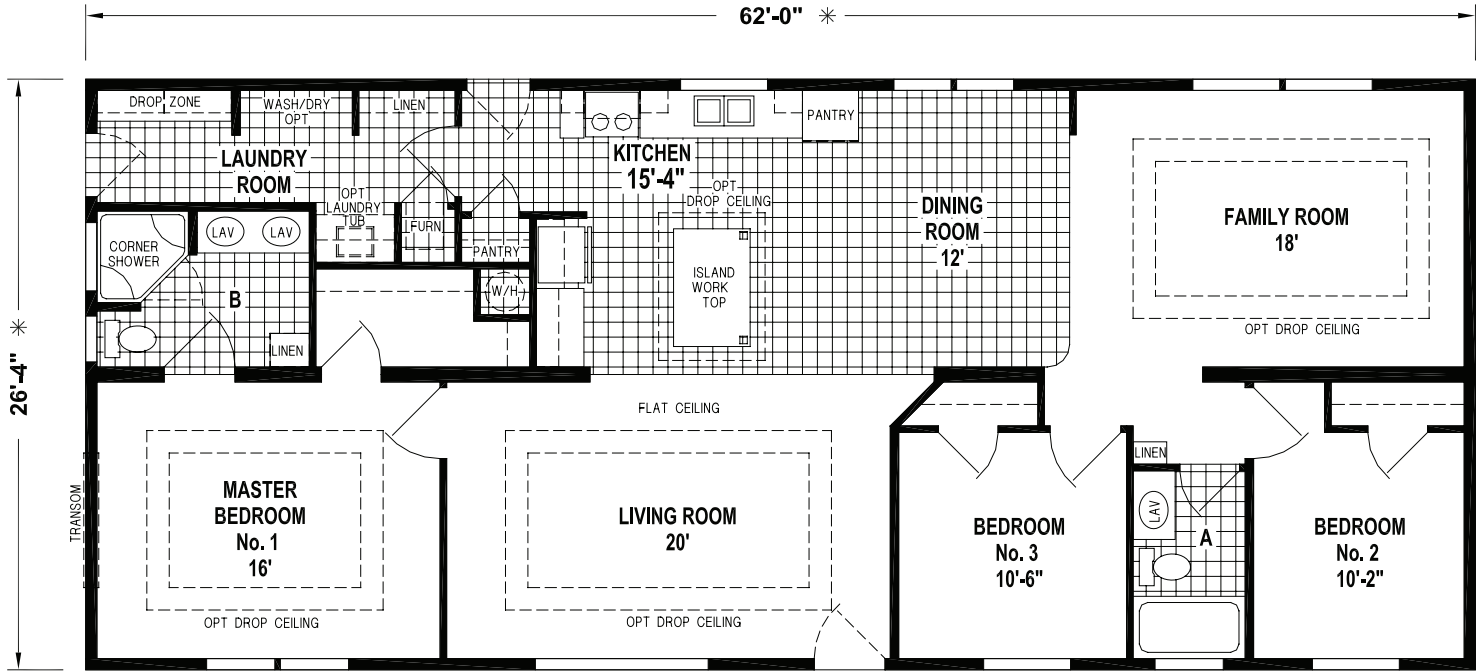 62'-0" ✳
26'-4" ✳
DROP ZONE
WASH/DRY
OPT
LINEN
LAUNDRY
ROOM
OPT
LAUNDRY
TUB
FURN
PANTRY
KITCHEN
15'-4"
OPT
DROP CEILING
PANTRY
ISLAND
WORK
TOP
DINING
ROOM
12'
FAMILY ROOM
18'
OPT DROP CEILING
CORNER
SHOWER
LAV
LAV
B
LINEN
W/H
TRANSOM
MASTER
BEDROOM
No. 1
16'
OPT DROP CEILING
FLAT CEILING
LIVING ROOM
20'
OPT DROP CEILING
BEDROOM
No. 3
10'-6"
LINEN
LAV
A
BEDROOM
No. 2
10'-2"